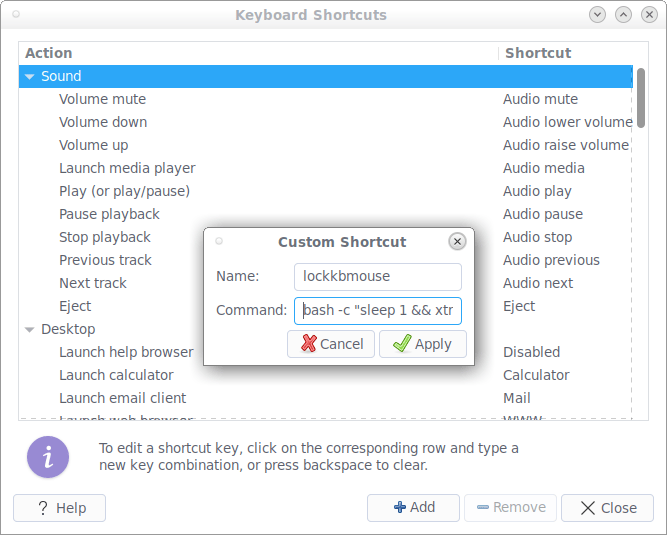 Keyboard Shortcuts
Action Shortcut
Sound
Volume mute Audio mute
Volume down Audio lower volume
Volume up Audio raise volume
Launch media player Audio media
Play (or play/pause) Audio play
Pause playback Audio pause
Stop playback Audio stop
Previous track Audio previous
Next track Audio next
Eject Eject
Desktop
Launch help browser Disabled
Launch calculator Calculator
Launch email client Mail
Launch web browser WWW
Custom Shortcut
Name: lockkbmouse
Command: bash -c "sleep 1 && xtr
Cancel Apply
To edit a shortcut key, click on the corresponding row and type a
new key combination, or press backspace to clear.
? Help Add Remove Close